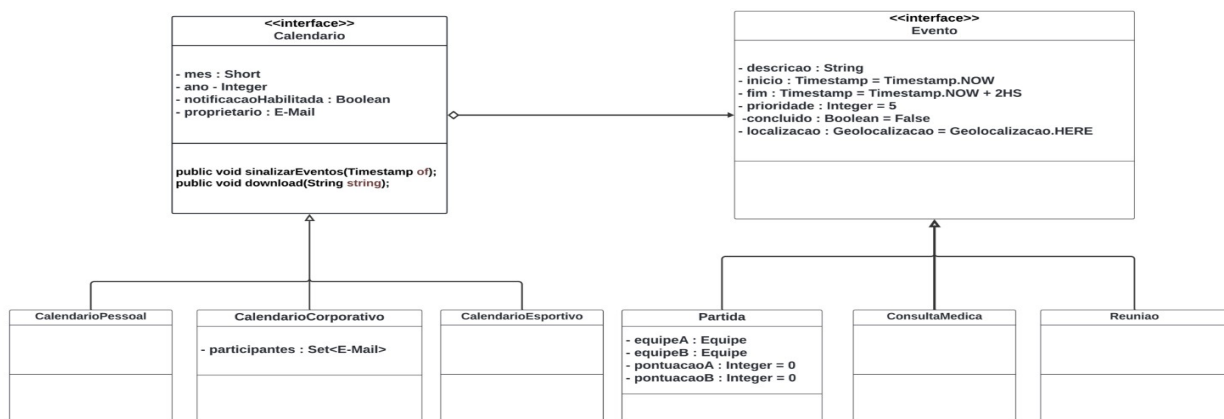 <<interface>>
Calendario
- mes : Short
- ano - Integer
- notificacaoHabilitada : Boolean
- proprietario : E-Mail
public void sinalizarEventos(Timestamp of);
public void download(String string);
<<interface>>
Evento
- descricao : String
- inicio : Timestamp = Timestamp.NOW
- fim : Timestamp = Timestamp.NOW + 2HS
- prioridade : Integer = 5
-concluido : Boolean = False
- localizacao : Geolocalizacao = Geolocalizacao.HERE
CalendarioPessoal
CalendarioCorporativo
- participantes : Set<E-Mail>
CalendarioEsportivo
Partida
- equipeA : Equipe
- equipeB : Equipe
- pontuacaoA : Integer = 0
- pontuacaoB : Integer = 0
ConsultaMedica
Reuniao